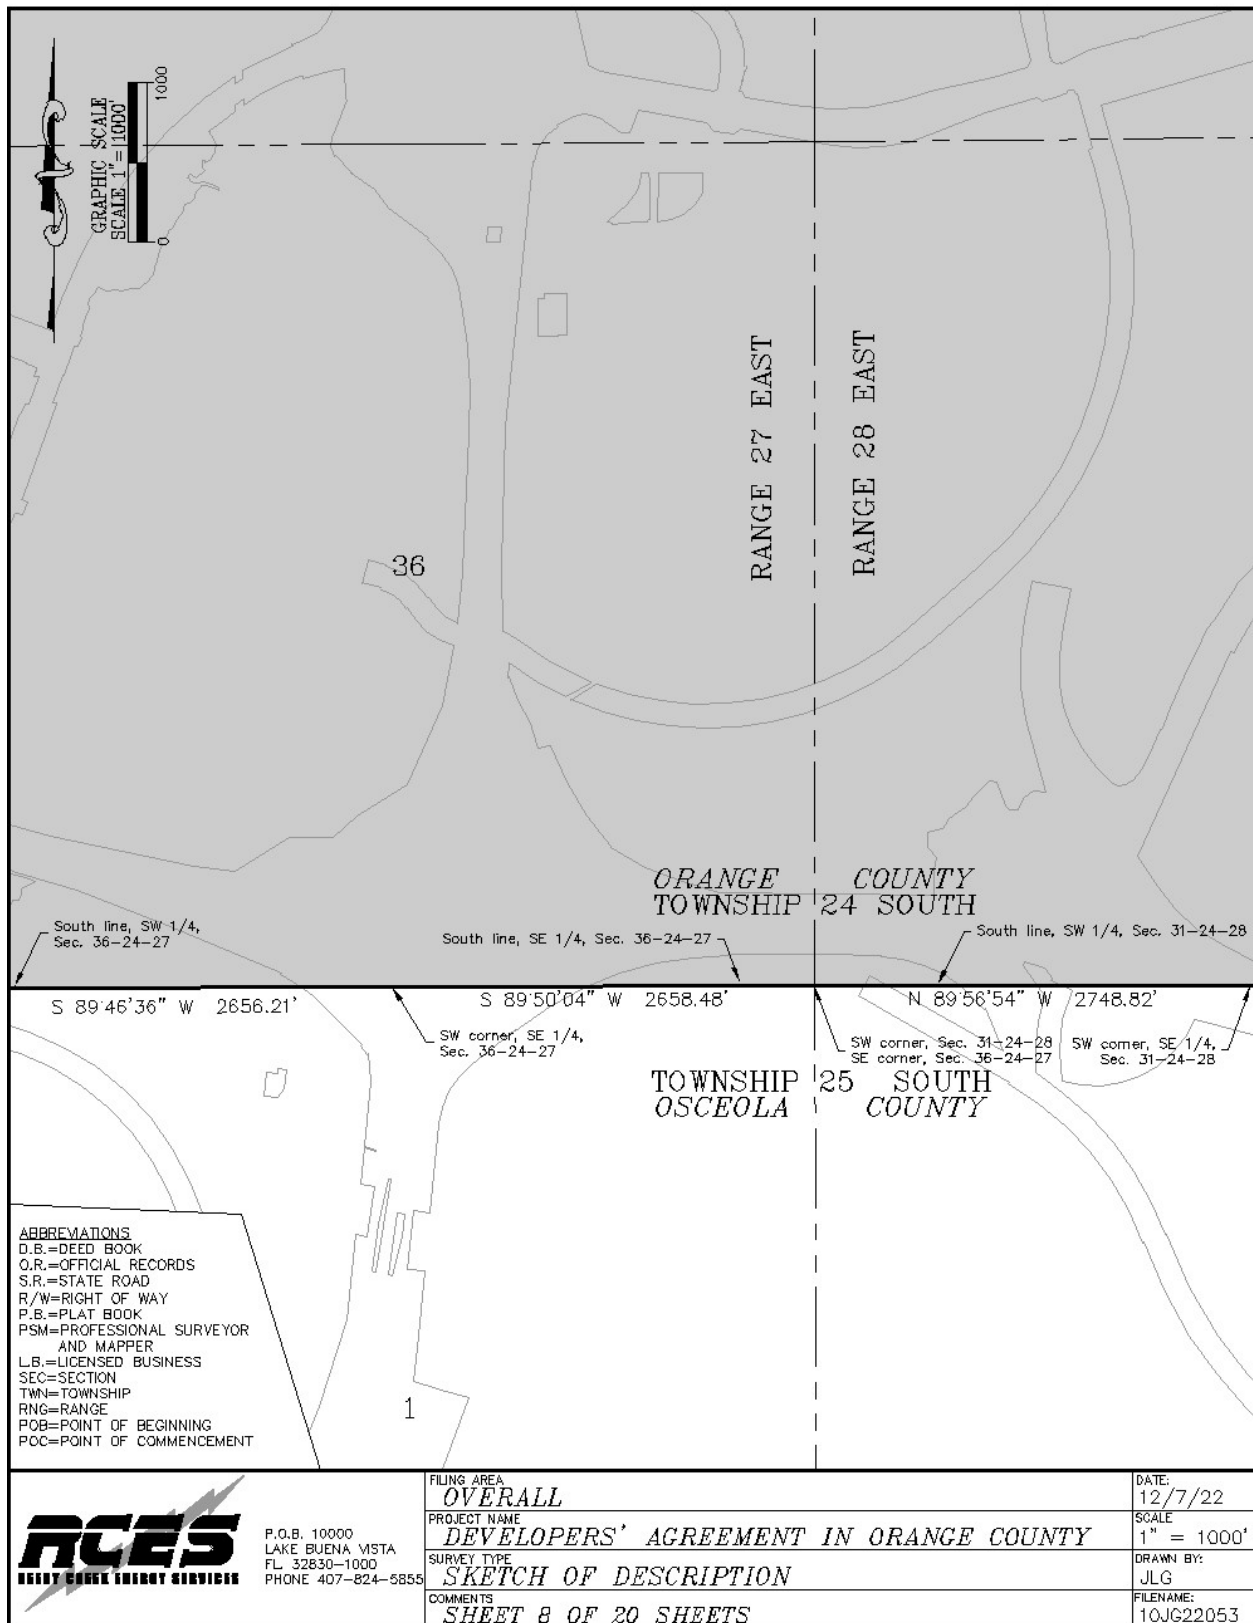 GRAPHIC SCALE
SCALE 1" = 1000'
0
1000
RANGE 27 EAST
RANGE 28 EAST
36
ORANGE COUNTY
TOWNSHIP 24 SOUTH
South line, SW 1/4,
Sec. 36-24-27
South line, SE 1/4, Sec. 36-24-27
South line, SW 1/4, Sec. 31-24-28
S 89°46'36" W 2656.21'
S 89°50'04" W 2658.48'
N 89°56'54" W 2748.82'
SW corner, SE 1/4,
Sec. 36-24-27
SW corner, Sec. 31-24-28
SE corner, Sec. 36-24-27
SW corner, SE 1/4,
Sec. 31-24-28
TOWNSHIP 25 SOUTH
OSCEOLA COUNTY
ABBREVIATIONS
D.B.=DEED BOOK
O.R.=OFFICIAL RECORDS
S.R.=STATE ROAD
R/W=RIGHT OF WAY
P.B.=PLAT BOOK
PSM=PROFESSIONAL SURVEYOR
AND MAPPER
L.B.=LICENSED BUSINESS
SEC=SECTION
TWN=TOWNSHIP
RNG=RANGE
POB=POINT OF BEGINNING
POC=POINT OF COMMENCEMENT
1
RCES
REEDY CREEK ENERGY SERVICES
P.O.B. 10000
LAKE BUENA VISTA
FL 32830-1000
PHONE 407-824-5855
FILING AREA
OVERALL
PROJECT NAME
DEVELOPERS' AGREEMENT IN ORANGE COUNTY
SURVEY TYPE
SKETCH OF DESCRIPTION
COMMENTS
SHEET 8 OF 20 SHEETS
DATE:
12/7/22
SCALE
1" = 1000'
DRAWN BY:
JLG
FILENAME:
10JG22053